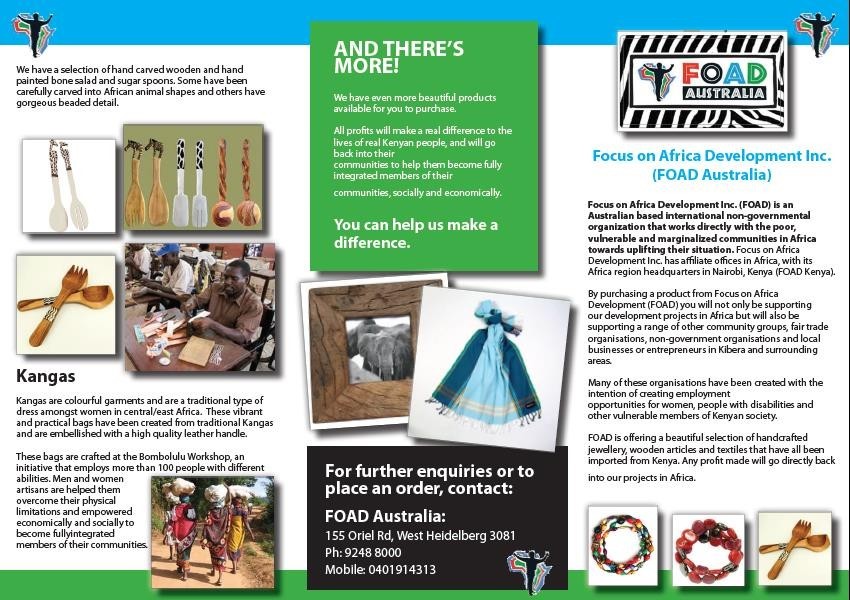 We have a selection of hand carved wooden and hand
painted bone salad and sugar spoons. Some have been
carefully carved into African animal shapes and others have
gorgeous beaded detail.
Kangas
Kangas are colourful garments and are a traditional type of
dress amongst women in central/east Africa. These vibrant
and practical bags have been created from traditional Kangas
and are embellished with a high quality leather handle.
These bags are crafted at the Bombolulu Workshop, an
initiative that employs more than 100 people with different
abilities. Men and women
artisans are helped them
overcome their physical
limitations and empowered
economically and socially to
become fullyintegrated
members of their communities.
AND THERE'S
MORE!
We have even more beautiful products
available for you to purchase.
All profits will make a real difference to the
lives of real Kenyan people, and will go
back into their
communities to help them become fully
integrated members of their
communities, socially and economically.
You can help us make a
difference.
For further enquiries or to
place an order, contact:
FOAD Australia:
155 Oriel Rd, West Heidelberg 3081
Ph: 9248 8000
Mobile: 0401914313
FOAD
AUSTRALIA
Focus on Africa Development Inc.
(FOAD Australia)
Focus on Africa Development Inc. (FOAD) is an
Australian based international non-governmental
organization that works directly with the poor,
vulnerable and marginalized communities in Africa
towards uplifting their situation. Focus on Africa
Development Inc. has affiliate offices in Africa, with its
Africa region headquarters in Nairobi, Kenya (FOAD Kenya).
By purchasing a product from Focus on Africa
Development (FOAD) you will not only be supporting
our development projects in Africa but will also be
supporting a range of other community groups, fair trade
organisations, non-government organisations and local
businesses or entrepreneurs in Kibera and surrounding
areas.
Many of these organisations have been created with the
intention of creating employment
opportunities for women, people with disabilities and
other vulnerable members of Kenyan society.
FOAD is offering a beautiful selection of handcrafted
jewellery, wooden articles and textiles that have all been
imported from Kenya. Any profit made will go directly back
into our projects in Africa.